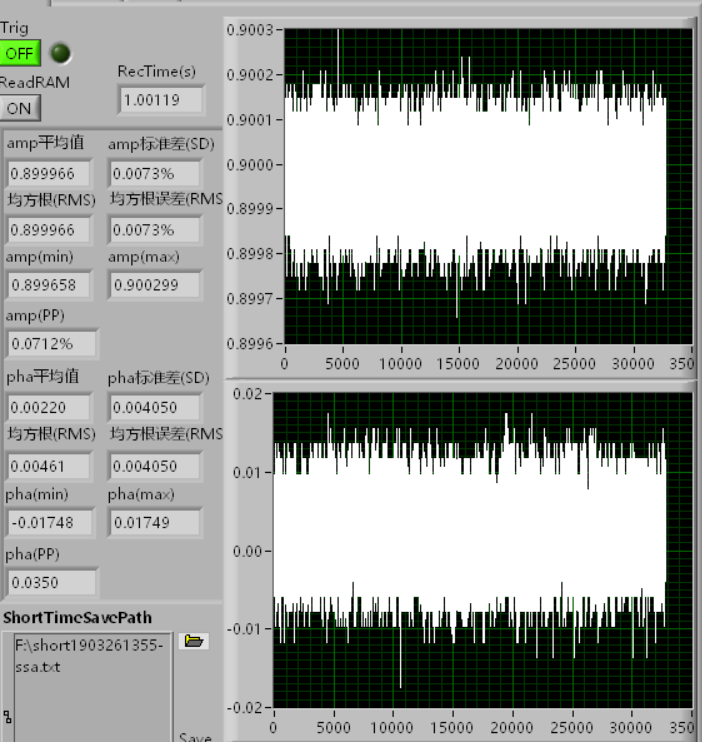 Trig
OFF
ReadRAM
ON
RecTime(s)
1.00119
amp平均值
amp标准差(SD)
0.899966
0.0073%
均方根(RMS)
均方根误差(RMS
0.899966
0.0073%
amp(min)
amp(max)
0.899658
0.900299
amp(PP)
0.0712%
pha平均值
pha标准差(SD)
0.00220
0.004050
均方根(RMS)
均方根误差(RMS
0.00461
0.004050
pha(min)
pha(max)
-0.01748
0.01749
pha(PP)
0.0350
ShortTimeSavePath
F:\short1903261355-
ssa.txt
Save
0.9003
0.9002
0.9001
0.9000
0.8999
0.8998
0.8997
0.8996
0 5000 10000 15000 20000 25000 30000 350
0.02
0.01
0.00
-0.01
-0.02
0 5000 10000 15000 20000 25000 30000 350